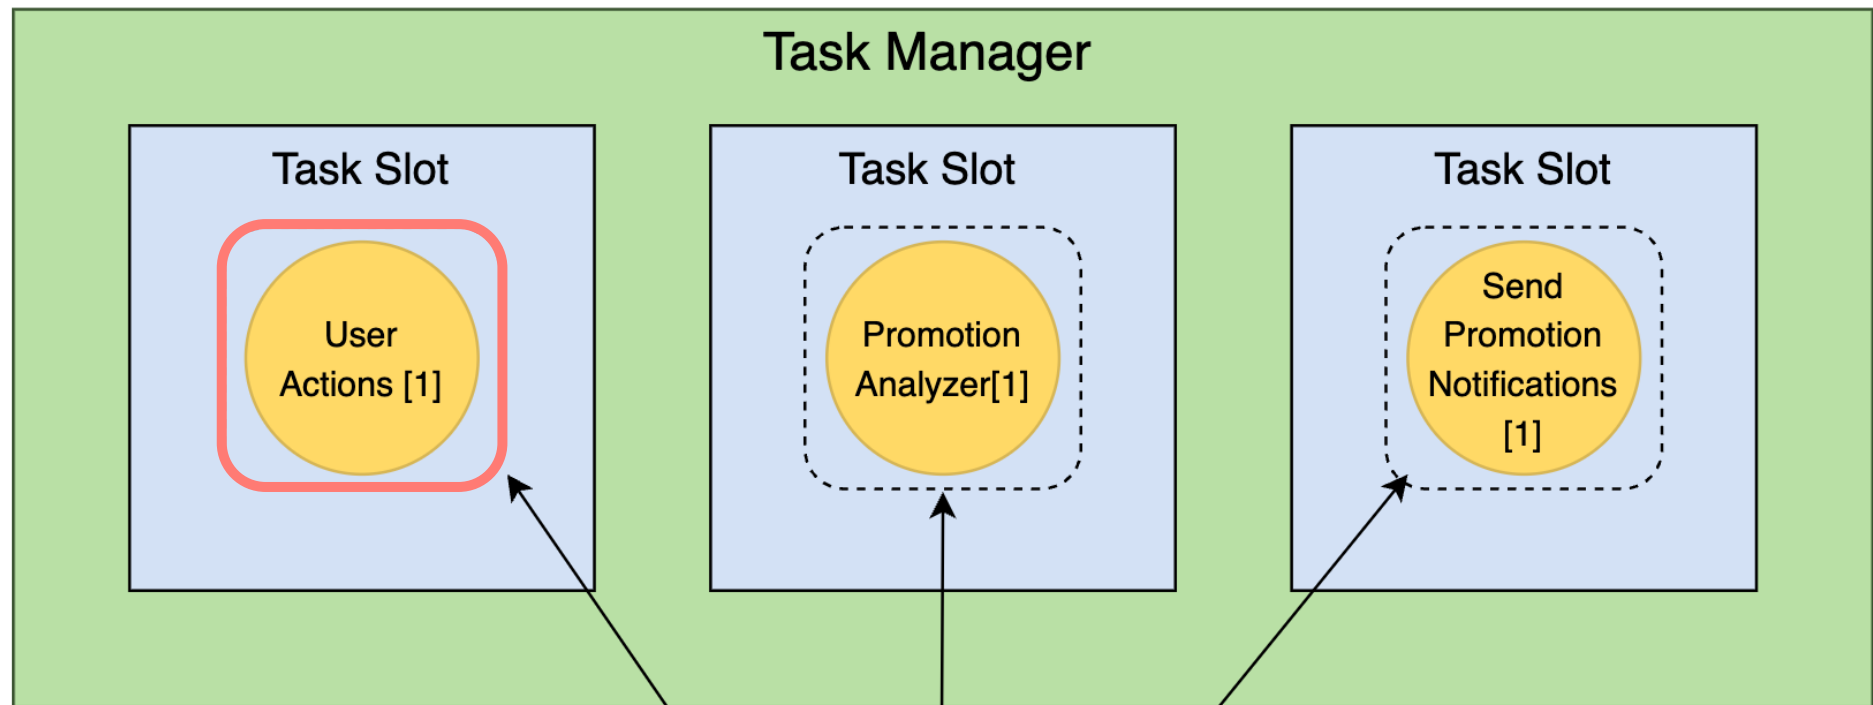 Task Manager
Task Slot
User
Actions [1]
Task Slot
Promotion
Analyzer[1]
Task Slot
Send
Promotion
Notifications
[1]